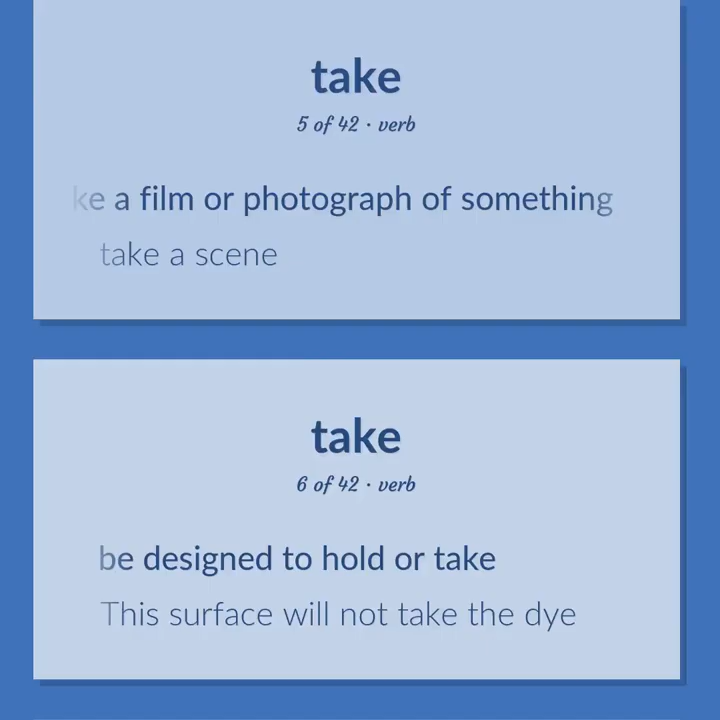 take
5 of 42 · verb
ke a film or photograph of something
take a scene
take
6 of 42 · verb
be designed to hold or take
This surface will not take the dye